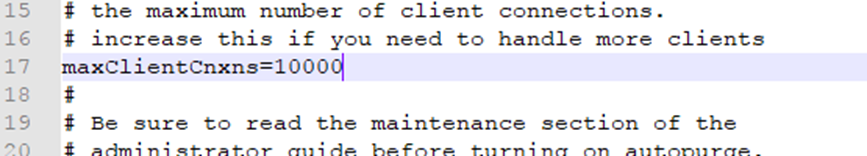 15 # the maximum number of client connections.
16 # increase this if you need to handle more clients
17 maxClientCnxns=10000
18 #
19 # Be sure to read the maintenance section of the
20 # administrator guide before turning on autopurge.